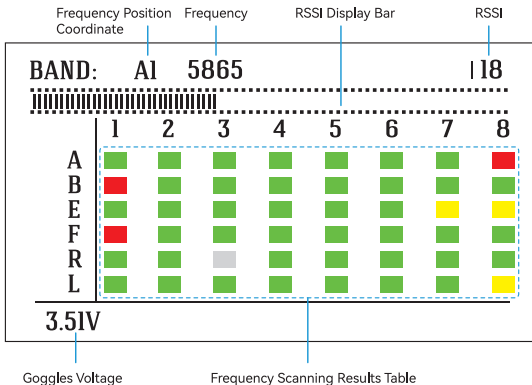 Frequency Position Coordinate
Frequency
RSSI Display Bar
RSSI
BAND: A1 5865 118
1 2 3 4 5 6 7 8
A
B
E
F
R
L
3.51V
Goggles Voltage
Frequency Scanning Results Table